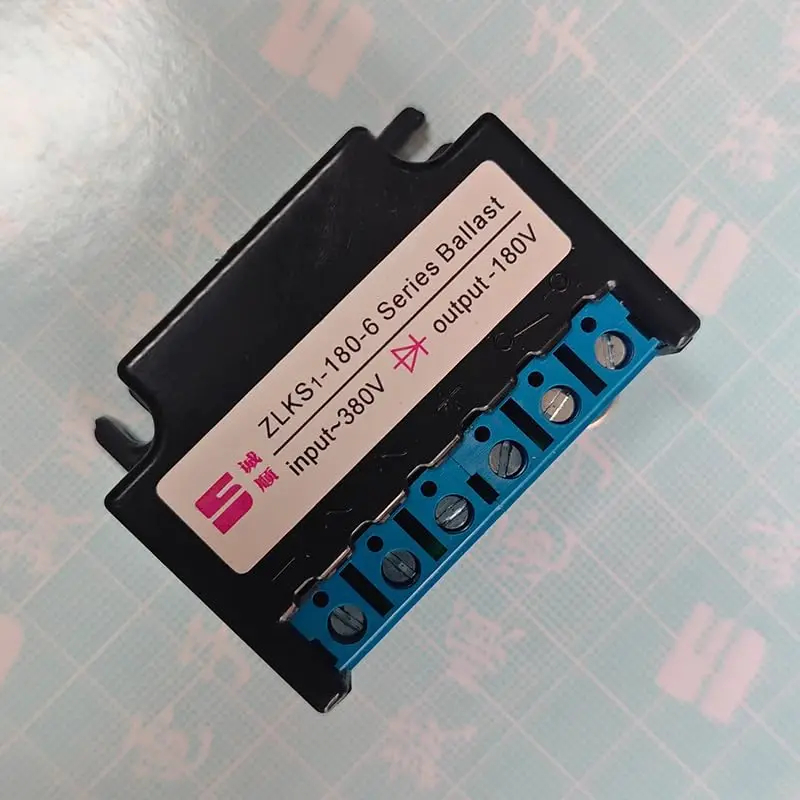 ZLKS1-180-6 Series Ballast
input~380V
output-180V
诚
顺